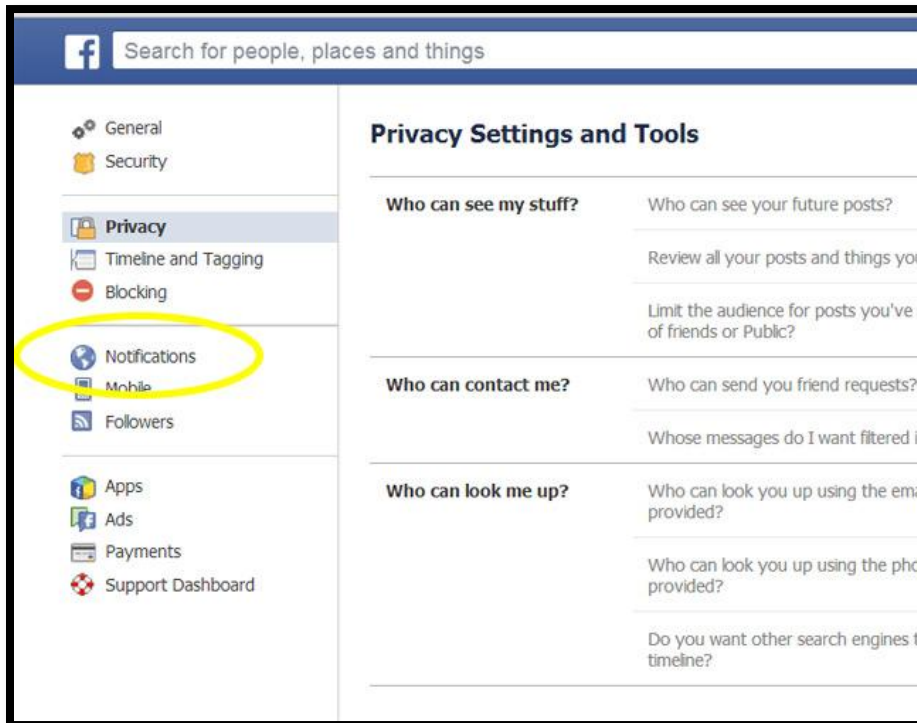 f
Search for people, places and things
General
Security
Privacy
Timeline and Tagging
Blocking
Notifications
Mobile
Followers
Apps
Ads
Payments
Support Dashboard
Privacy Settings and Tools
Who can see my stuff?
Who can see your future posts?
Review all your posts and things
Limit the audience for posts you've
of friends or Public?
Who can contact me?
Who can send you friend requests?
Whose messages do I want filtered
Who can look me up?
Who can look you up using the
provided?
Who can look you up using the
provided?
Do you want other search engines
timeline?